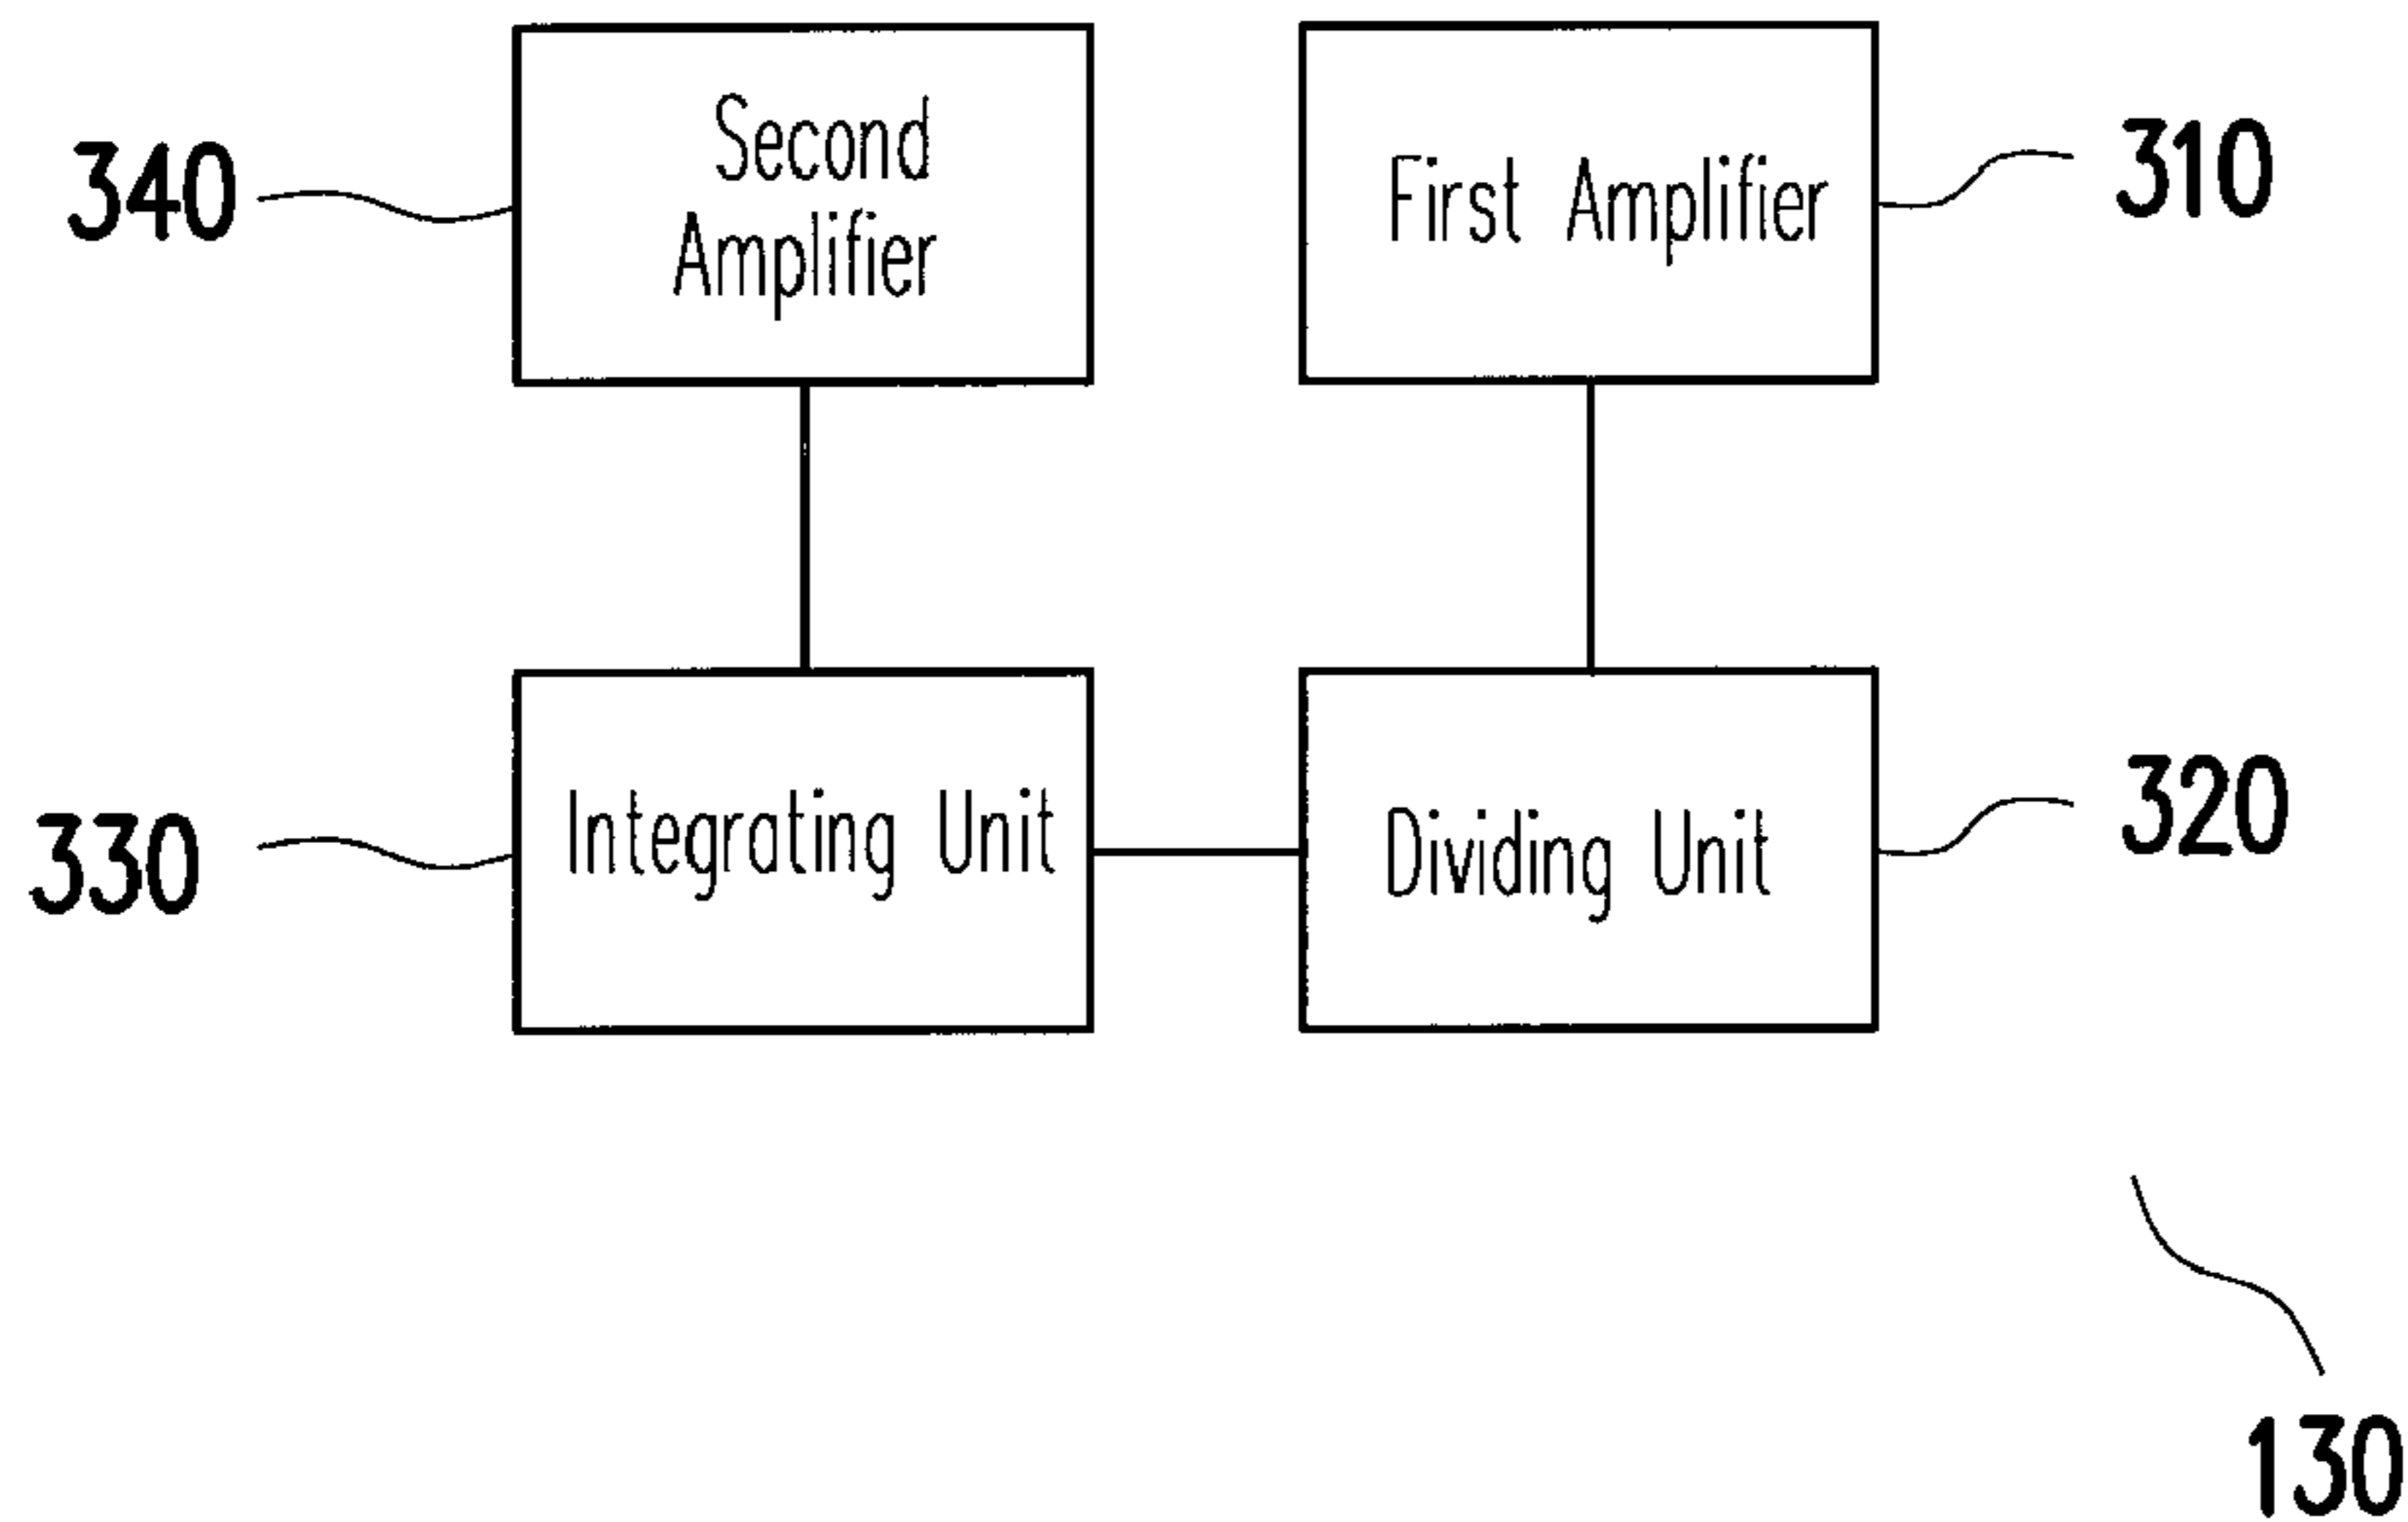 340
Second
Amplifier
First Amplifier
310
330
Integrating Unit
Dividing Unit
320
130